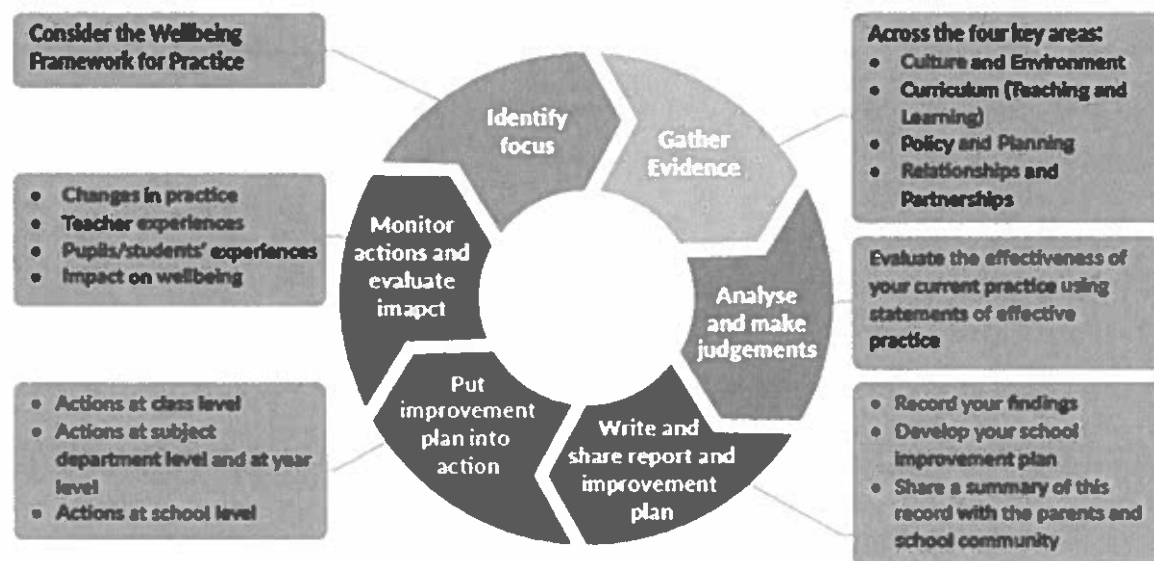 Consider the Wellbeing
Framework for Practice
Identify
focus
Gather
Evidence
Across the four key areas:
• Culture and Environment
• Curriculum (Teaching and
Learning)
• Policy and Planning
• Relationships and
Partnerships
• Changes in practice
• Teacher experiences
• Pupils/students' experiences
• Impact on wellbeing
Monitor
actions and
evaluate
imapct
Analyse
and make
judgements
Evaluate the effectiveness of
your current practice using
statements of effective
practice
• Actions at class level
• Actions at subject
department level and at year
level
• Actions at school level
Put
improvement
plan into
action
Write and
share report and
improvement
plan
• Record your findings
• Develop your school
improvement plan
• Share a summary of this
record with the parents and
school community